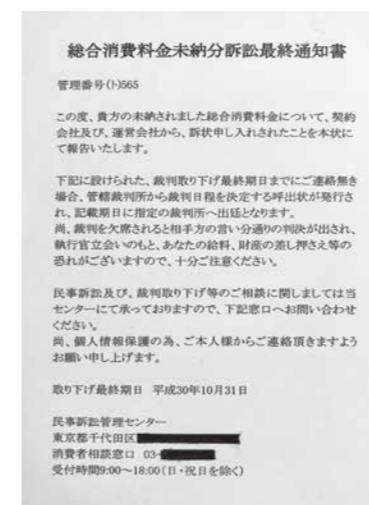 総合消費料金未納分訴訟最終通知書
管理番号(ト)565
この度、貴方の未納されました総合消費料金について、契約
会社及び、運営会社から、訴状申し入れされたことを本状に
て報告いたします。
下記に設けられた、裁判取り下げ最終期日までにご連絡無き
場合、管轄裁判所から裁判日程を決定する呼出状が発行さ
れ、記載期日に指定の裁判所へ出廷となります。
尚、裁判を欠席されると相手方の言い分通りの判決が出され、
執行官立会いのもと、あなたの給料、財産の差し押さえ等の
恐れがございますので、十分ご注意ください。
民事訴訟及び、裁判取り下げ等のご相談に関しましては当
センターにて承っておりますので、下記窓口へお問い合わせ
ください。
尚、個人情報保護の為、ご本人様からご連絡頂きますよう
お願い申し上げます。
取り下げ最終期日 平成30年10月31日
民事訴訟管理センター
東京都千代田区
消費者相談窓口 03-
受付時間9:00～18:00(日・祝日を除く)